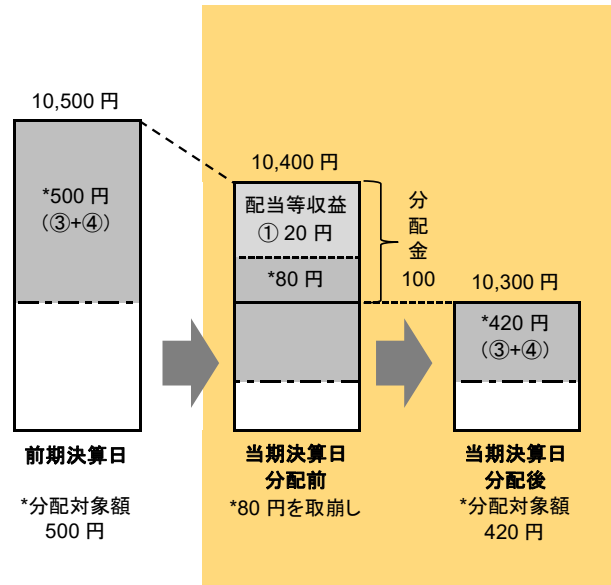 10,500 円
*500 円
(③+④)
前期決算日
*分配対象額
500 円
10,400 円
配当等収益
① 20 円
*80 円
分配金
100
当期決算日
分配前
*80 円を取崩し
10,300 円
*420 円
(③+④)
当期決算日
分配後
*分配対象額
420 円